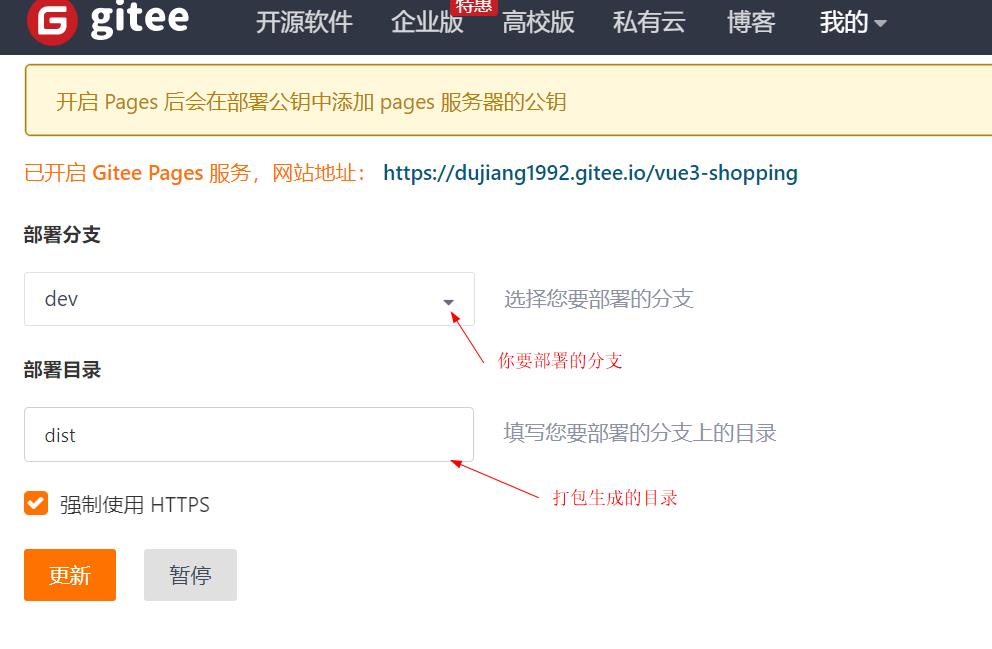 G gitee 开源软件 企业版 特惠 高校版 私有云 博客 我的
开启 Pages 后会在部署公钥中添加 pages 服务器的公钥
已开启 Gitee Pages 服务，网站地址： https://dujiang1992.gitee.io/vue3-shopping
部署分支
dev 选择您要部署的分支
你要部署的分支
部署目录
dist 填写您要部署的分支上的目录
打包生成的目录
强制使用 HTTPS
更新 暂停